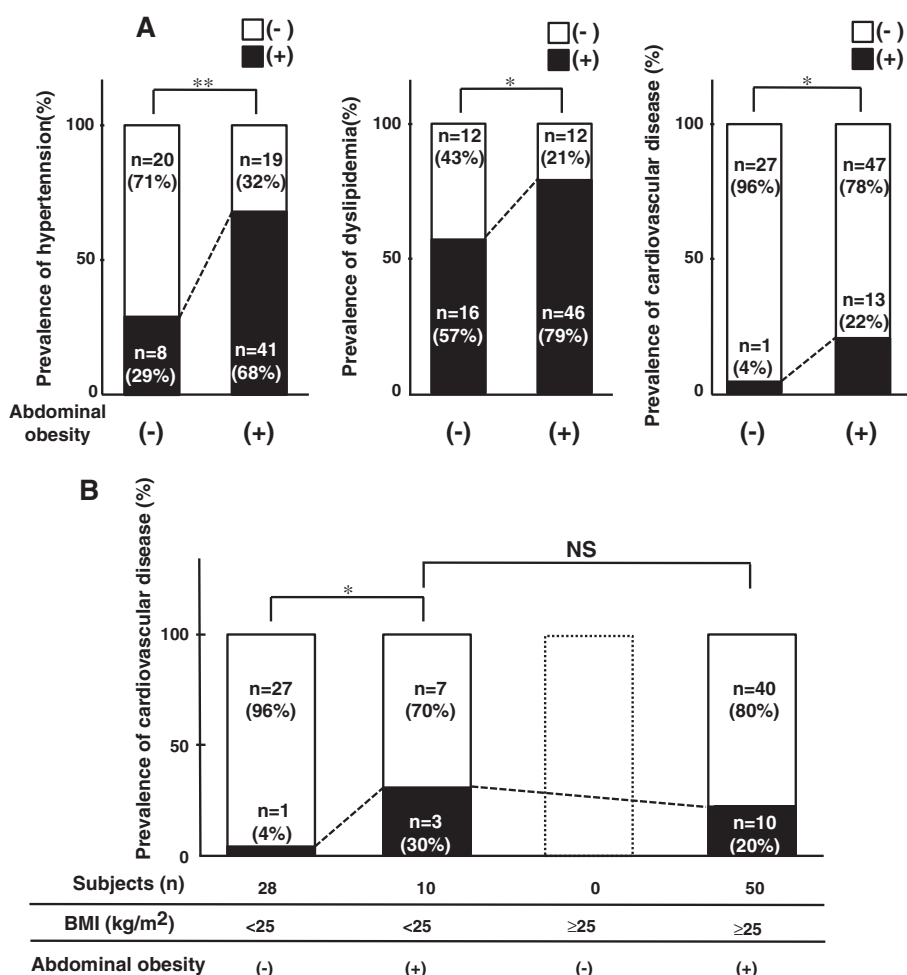 A
(-)
(+)
(-)
(+)
(-)
(+)
Prevalence of hypertennsion(%)
100
50
0
**
n=20
(71%)
n=19
(32%)
n=8
(29%)
n=41
(68%)
Prevalence of dyslipidemia(%)
100
50
0
*
n=12
(43%)
n=12
(21%)
n=16
(57%)
n=46
(79%)
Prevalence of cardiovascular disease (%)
100
50
0
*
n=27
(96%)
n=47
(78%)
n=1
(4%)
n=13
(22%)
Abdominal
obesity
(-) (+) (-) (+) (-) (+)
B
Prevalence of cardiovascular disease (%)
100
50
0
NS
*
n=27
(96%)
n=7
(70%)
n=40
(80%)
n=1
(4%)
n=3
(30%)
n=10
(20%)
Subjects (n) 28 10 0 50
BMI (kg/m²) <25 <25 ≥25 ≥25
Abdominal obesity (-) (+) (-) (+)